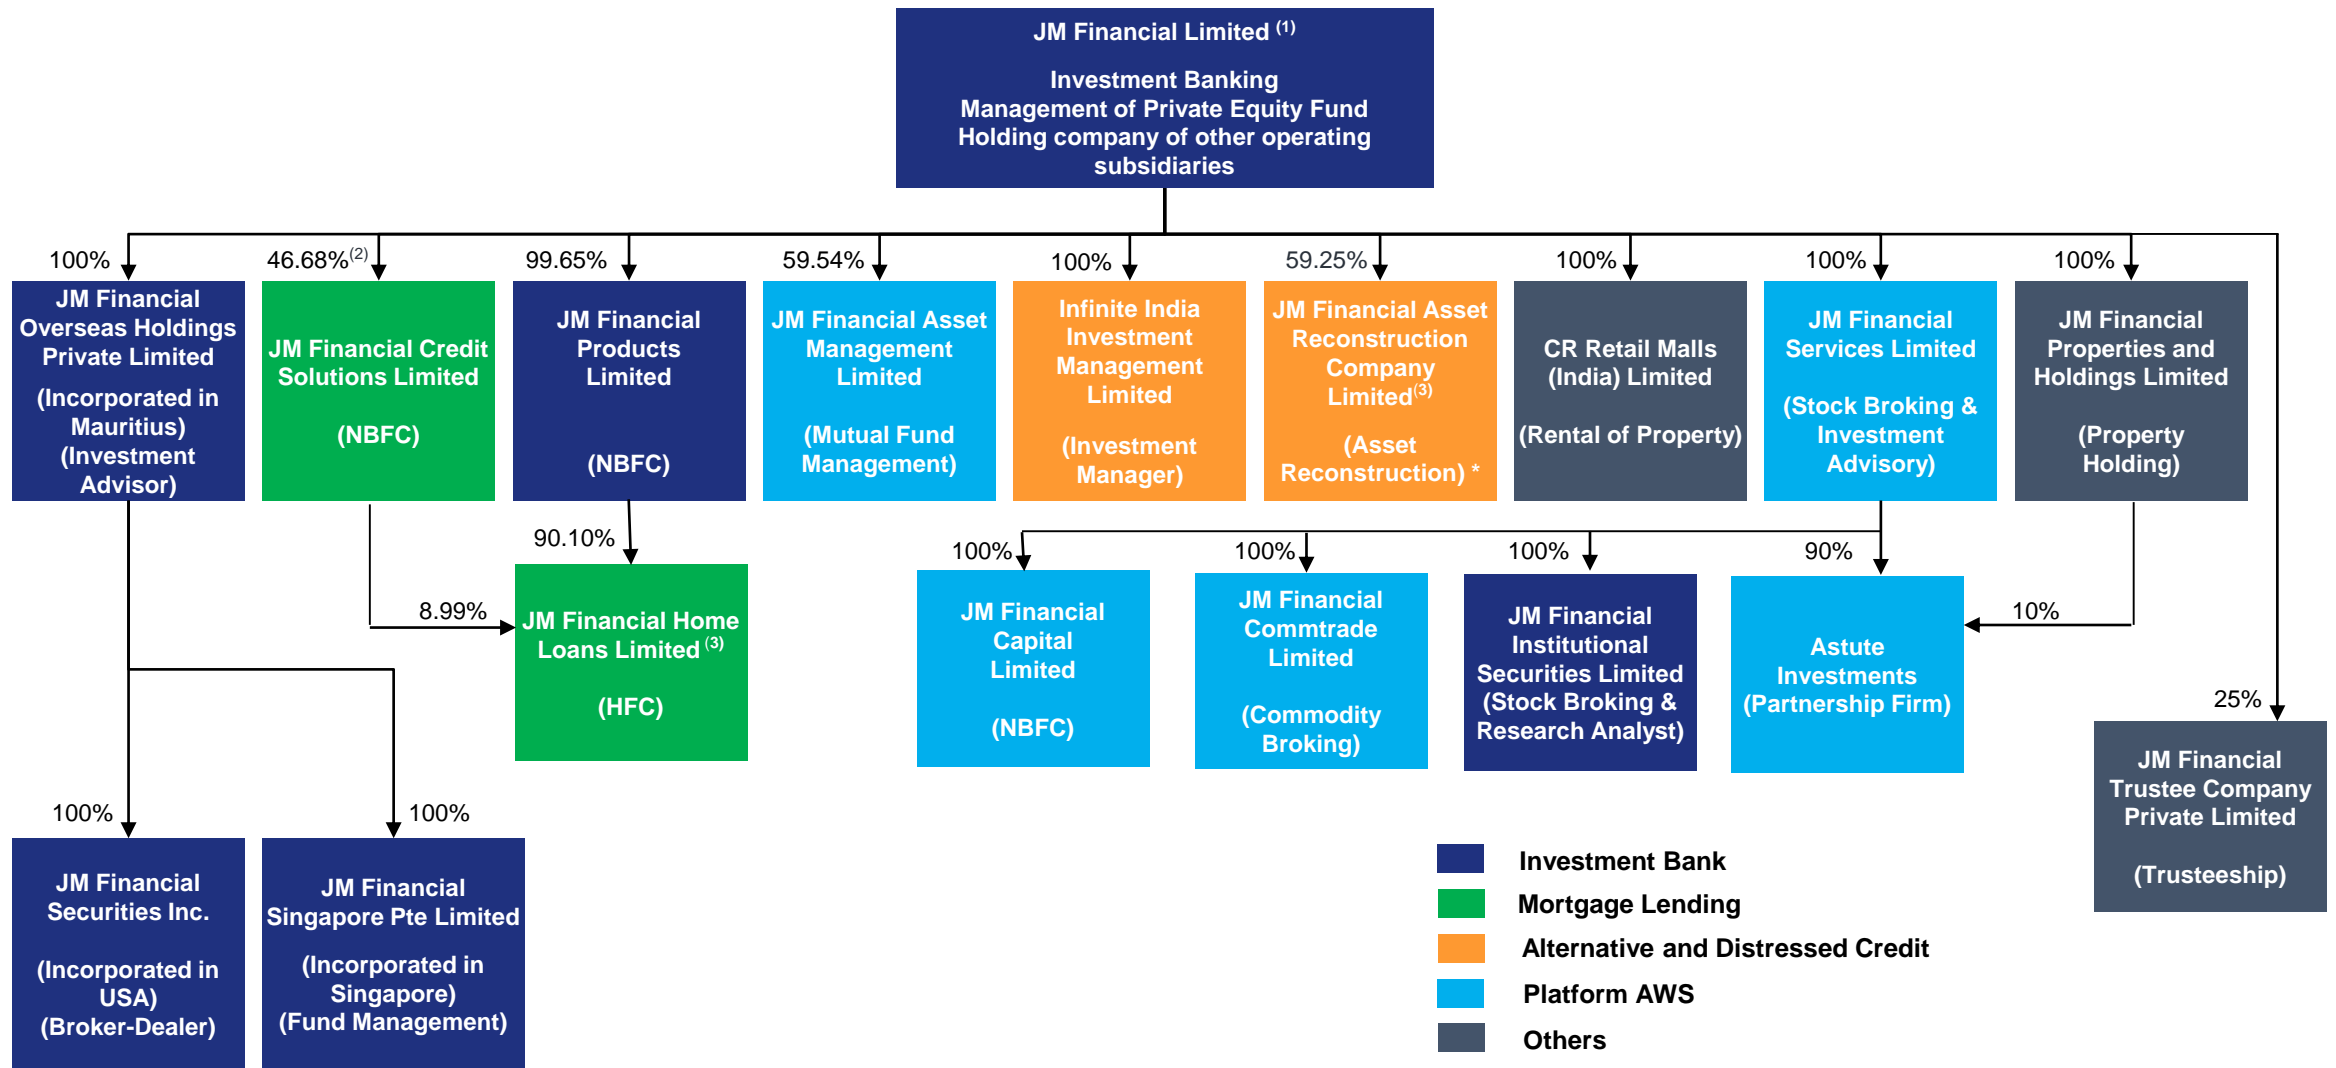 JM Financial Limited (1)
Investment Banking
Management of Private Equity Fund
Holding company of other operating
subsidiaries
100%
46.68%(2)
99.65%
59.54%
100%
59.25%
100%
100%
100%
JM Financial
Overseas Holdings
Private Limited
(Incorporated in
Mauritius)
(Investment
Advisor)
JM Financial Credit
Solutions Limited
(NBFC)
JM Financial
Products
Limited
(NBFC)
JM Financial Asset
Management
Limited
(Mutual Fund
Management)
Infinite India
Investment
Management
Limited
(Investment
Manager)
JM Financial Asset
Reconstruction
Company
Limited(3)
(Asset
Reconstruction) *
CR Retail Malls
(India) Limited
(Rental of Property)
JM Financial
Services Limited
(Stock Broking &
Investment
Advisory)
JM Financial
Properties and
Holdings Limited
(Property
Holding)
90.10%
100%
100%
100%
90%
8.99%
10%
JM Financial Home
Loans Limited (3)
(HFC)
JM Financial
Capital
Limited
(NBFC)
JM Financial
Commtrade
Limited
(Commodity
Broking)
JM Financial
Institutional
Securities Limited
(Stock Broking &
Research Analyst)
Astute
Investments
(Partnership Firm)
25%
JM Financial
Trustee Company
Private Limited
(Trusteeship)
100%
100%
JM Financial
Securities Inc.
(Incorporated in
USA)
(Broker-Dealer)
JM Financial
Singapore Pte Limited
(Incorporated in
Singapore)
(Fund Management)
Investment Bank
Mortgage Lending
Alternative and Distressed Credit
Platform AWS
Others